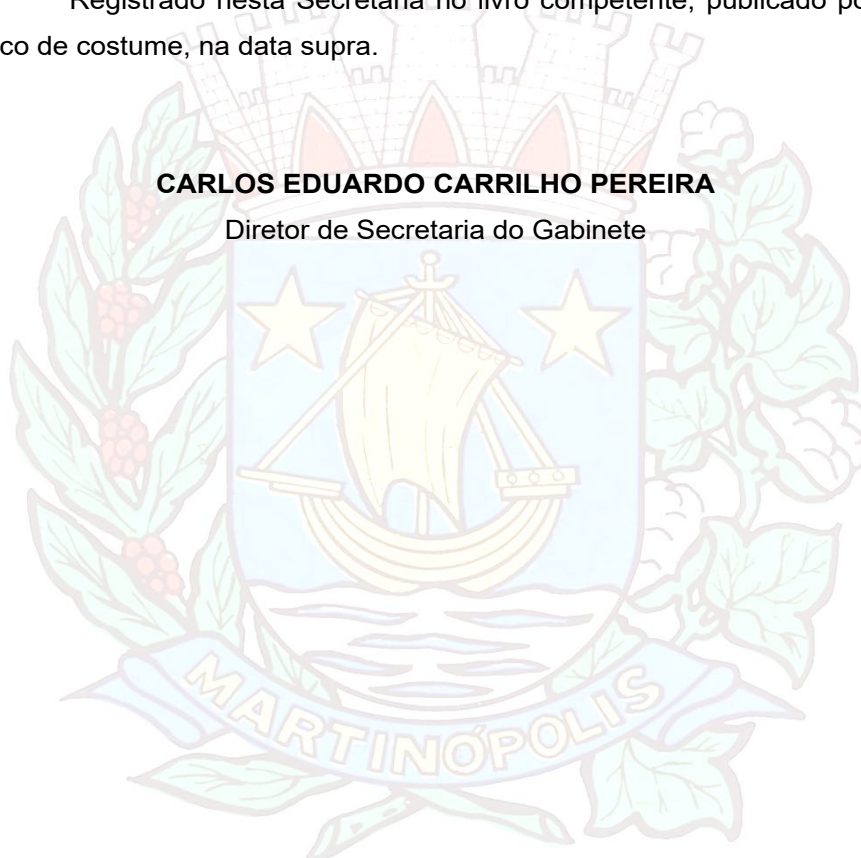 Registrado nesta Secretaria no livro competente, publicado po
co de costume, na data supra.
CARLOS EDUARDO CARRILHO PEREIRA
Diretor de Secretaria do Gabinete
MARTINÓPOLIS